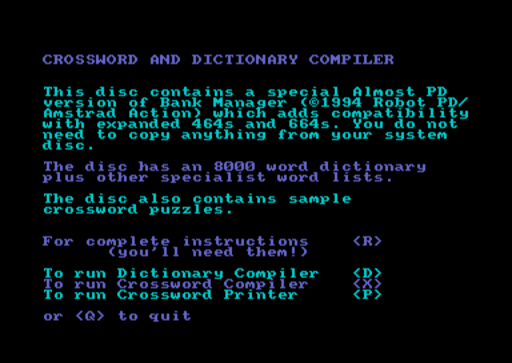 CROSSWORD AND DICTIONARY COMPILER
This disc contains a special Almost PD
version of Bank Manager (©1994 Robot PD/
Amstrad Action) which adds compatibility
with expanded 464s and 664s. You do not
need to copy anything from your system
disc.
The disc has an 8000 word dictionary
plus other specialist word lists.
The disc also contains sample
crossword puzzles.
For complete instructions <R>
(you'll need them!)
To run Dictionary Compiler <D>
To run Crossword Compiler <X>
To run Crossword Printer <P>
or <Q> to quit